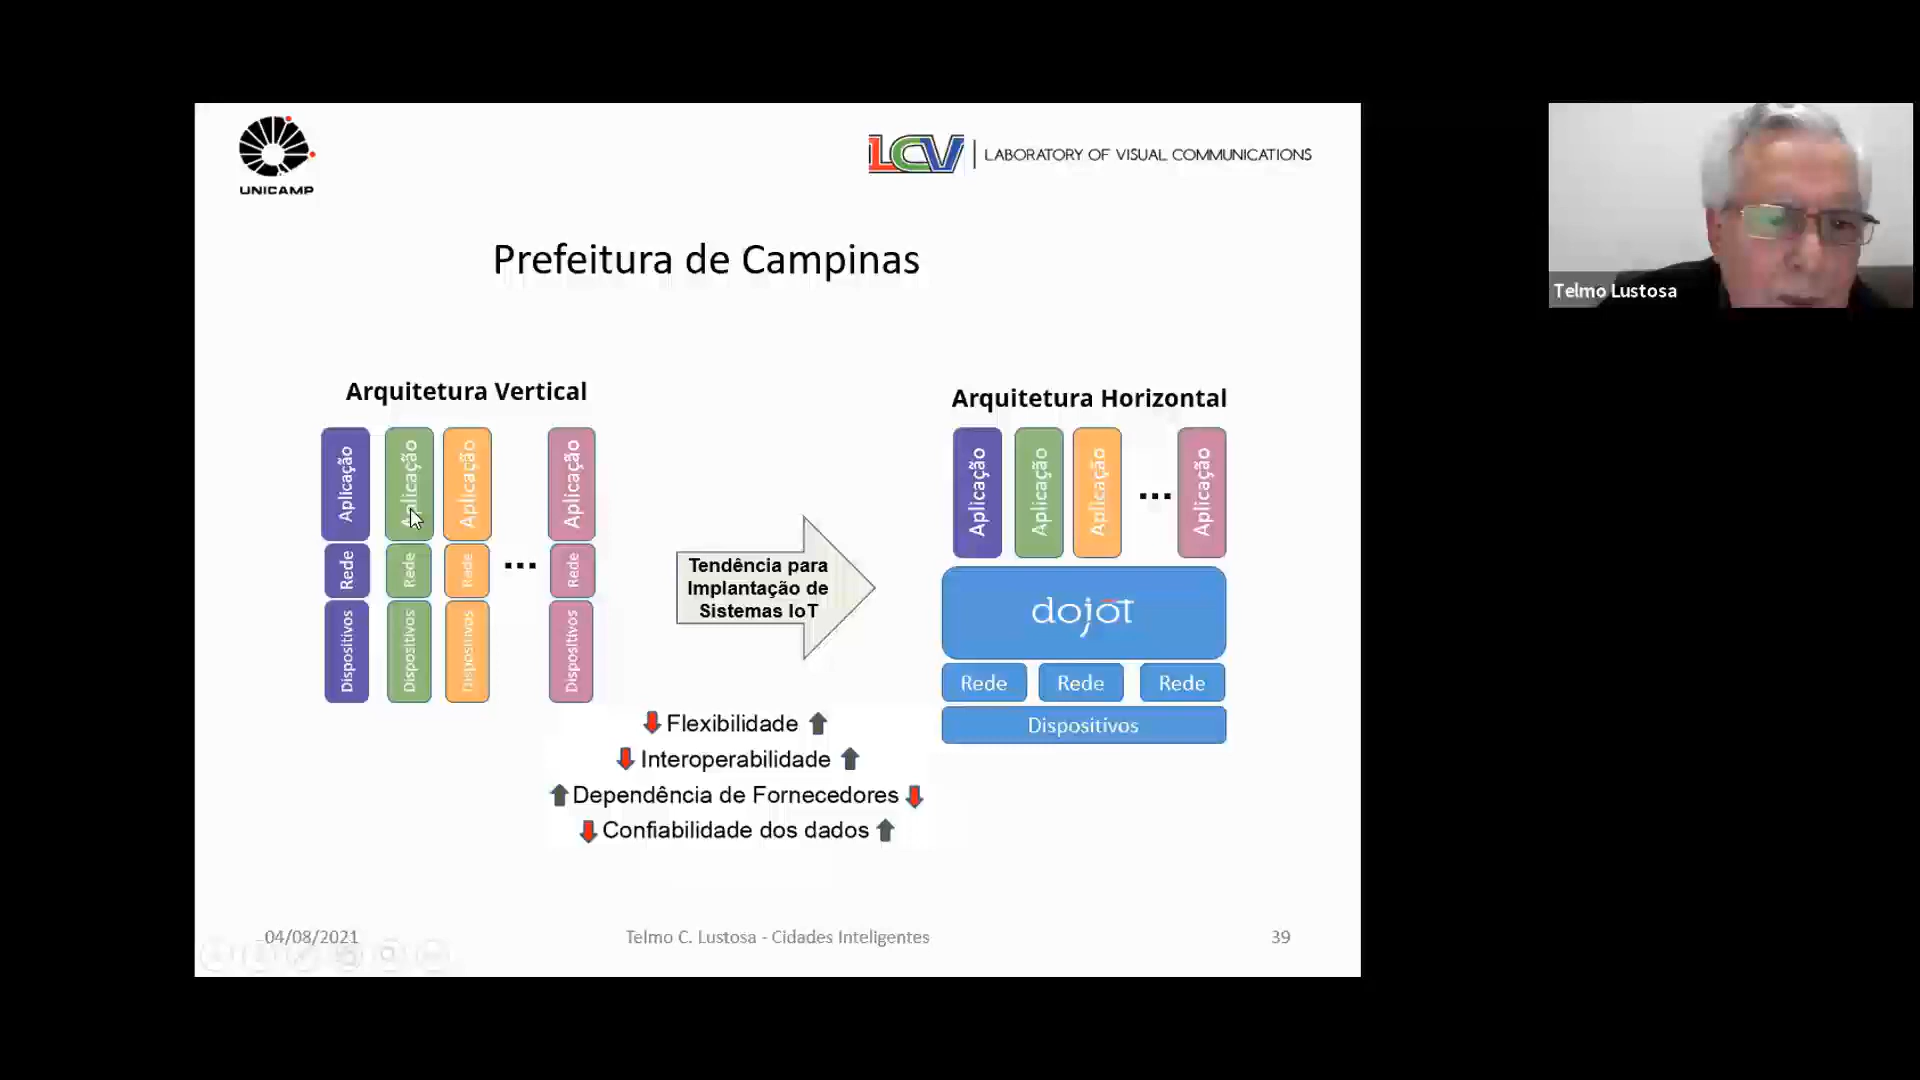 UNICAMP
LCV | LABORATORY OF VISUAL COMMUNICATIONS
Prefeitura de Campinas
Arquitetura Vertical
Aplicação Aplicação Aplicação Aplicação
Rede Rede Rede ... Rede
Dispositivos Dispositivos Dispositivos Dispositivos
Tendência para
Implantação de
Sistemas IoT
Arquitetura Horizontal
Aplicação Aplicação Aplicação ... Aplicação
dojot
Rede Rede Rede
Dispositivos
Flexibilidade
Interoperabilidade
Dependência de Fornecedores
Confiabilidade dos dados
04/08/2021
Telmo C. Lustosa - Cidades Inteligentes
39
Telmo Lustosa